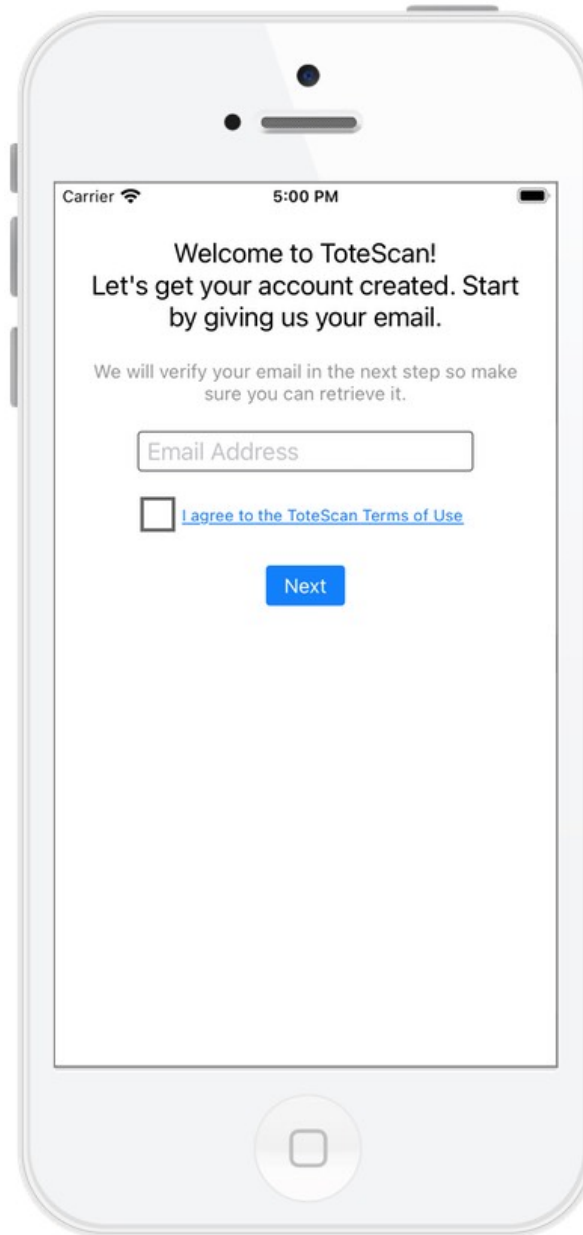 Carrier 5:00 PM
Welcome to ToteScan!
Let's get your account created. Start
by giving us your email.
We will verify your email in the next step so make
sure you can retrieve it.
Email Address
I agree to the ToteScan Terms of Use
Next